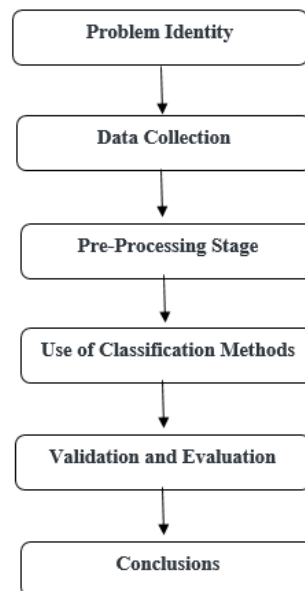 Problem Identity
Data Collection
Pre-Processing Stage
Use of Classification Methods
Validation and Evaluation
Conclusions